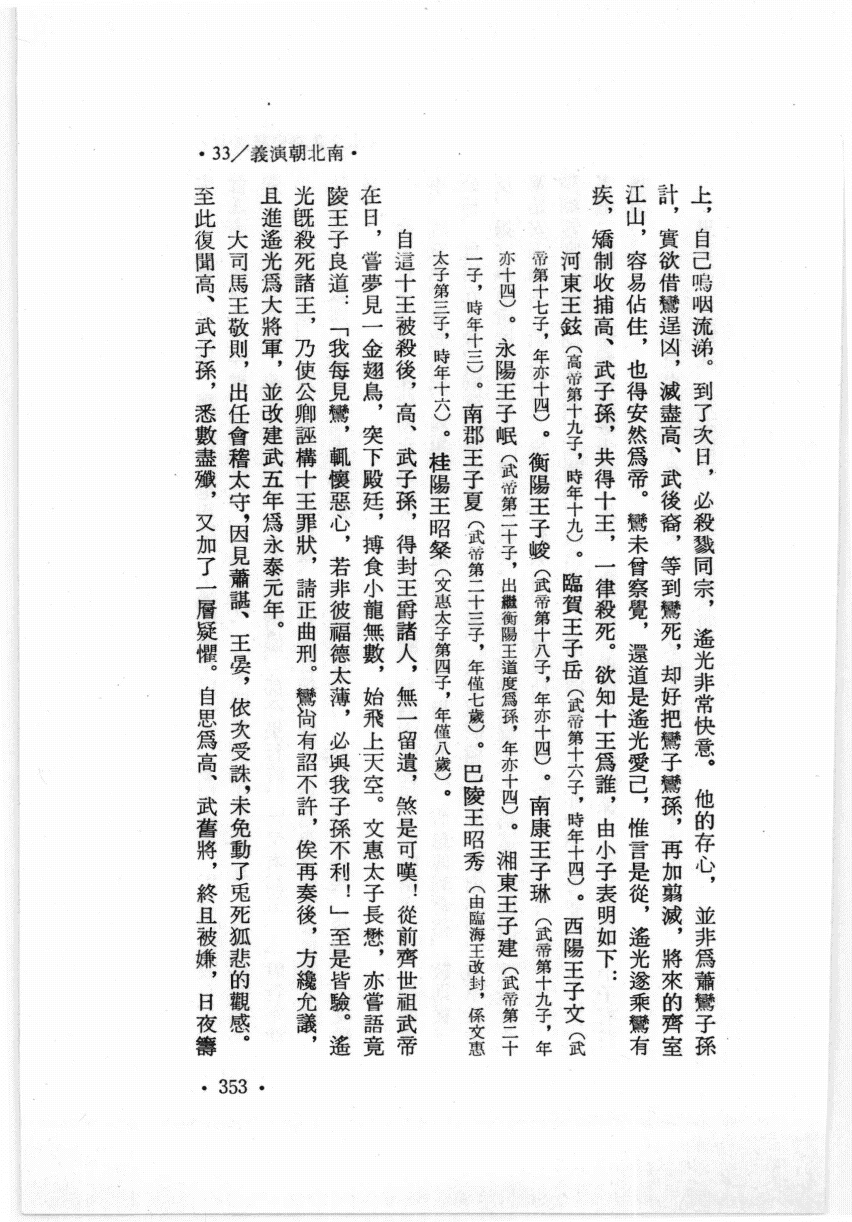 ·33／義演朝北南·
上，自己嗚咽流涕。到了次日，必殺戮同宗，遙光非常快意。他的存心，並非爲蕭鸞子孫
計，實欲借鸞逞凶，滅盡高、武後裔，等到鸞死，却好把鸞子鸞孫，再加翦滅，將來的齊室
江山，容易佔住，也得安然爲帝。鸞未曾察覺，還道是遙光愛己，惟言是從，遙光遂乘鸞有
疾，矯制收捕高、武子孫，共得十王，一律殺死。欲知十王爲誰，由小子表明如下：
河東王鉉（高帝第十九子，時年十九）。臨賀王子岳（武帝第十六子，時年十四）。西陽王子文（武
帝第十七子，年亦十四）。衡陽王子峻（武帝第十八子，年亦十四）。南康王子琳（武帝第十九子，年
亦十四）。永陽王子岷（武帝第二十子，出繼衡陽王道度爲孫，年亦十四）。湘東王子建（武帝第二十
一子，時年十三）。南郡王子夏（武帝第二十三子，年僅七歲）。巴陵王昭秀（由臨海王改封，係文惠
太子第三子，時年十六）。桂陽王昭粲（文惠太子第四子，年僅八歲）。
自這十王被殺後，高、武子孫，得封王爵諸人，無一留遺，煞是可嘆！從前齊世祖武帝
在日，嘗夢見一金翅鳥，突下殿廷，搏食小龍無數，始飛上天空。文惠太子長懋，亦嘗語竟
陵王子良道：「我每見鸞，輒懷惡心，若非彼福德太薄，必與我子孫不利！」至是皆驗。遙
光既殺死諸王，乃使公卿誣構十王罪狀，請正曲刑。鸞尚有詔不許，俟再奏後，方纔允議，
且進遙光爲大將軍，並改建武五年爲永泰元年。
大司馬王敬則，出任會稽太守，因見蕭諶、王晏，依次受誅，未免動了兎死狐悲的觀感。
至此復聞高、武子孫，悉數盡殲，又加了一層疑懼。自思爲高、武舊將，終且被嫌，日夜籌
·353·